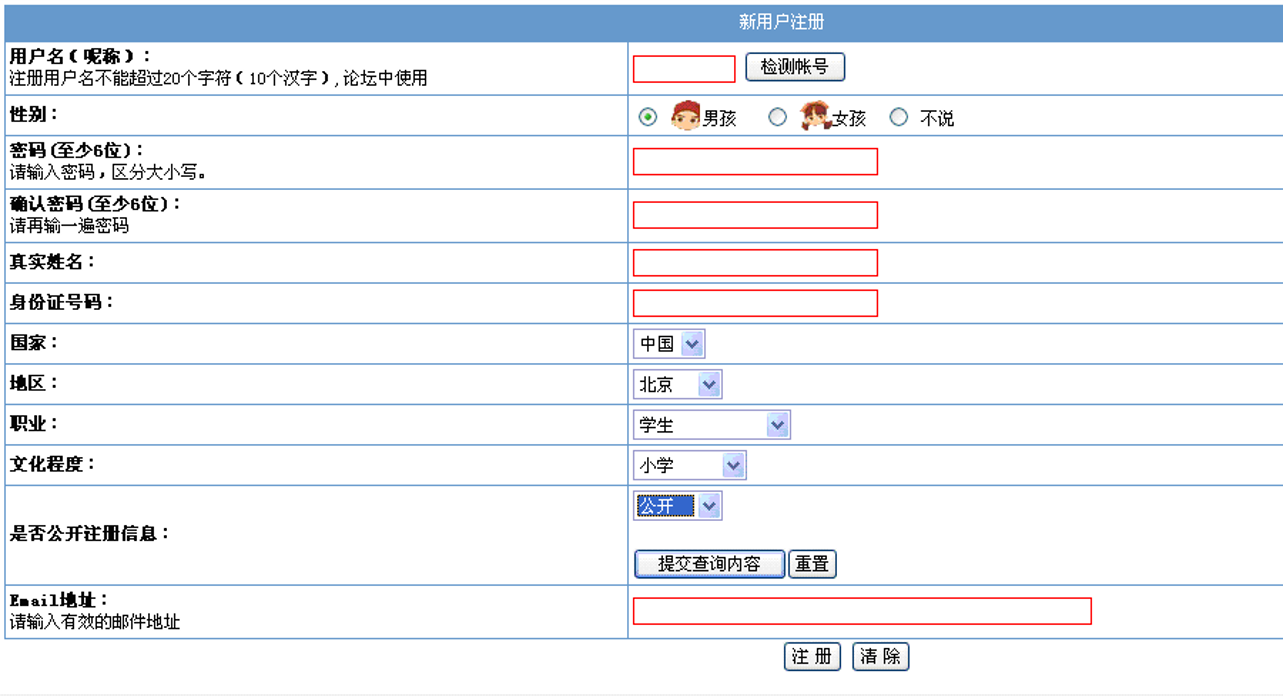 新用户注册
用户名(昵称):
注册用户名不能超过20个字符(10个汉字),论坛中使用
检测帐号
性别:
男孩 女孩 不说
密码(至少6位):
请输入密码,区分大小写。
确认密码(至少6位):
请再输一遍密码
真实姓名:
身份证号码:
国家:
中国
地区:
北京
职业:
学生
文化程度:
小学
公开
是否公开注册信息:
提交查询内容 重置
Email地址:
请输入有效的邮件地址
注 册 清 除